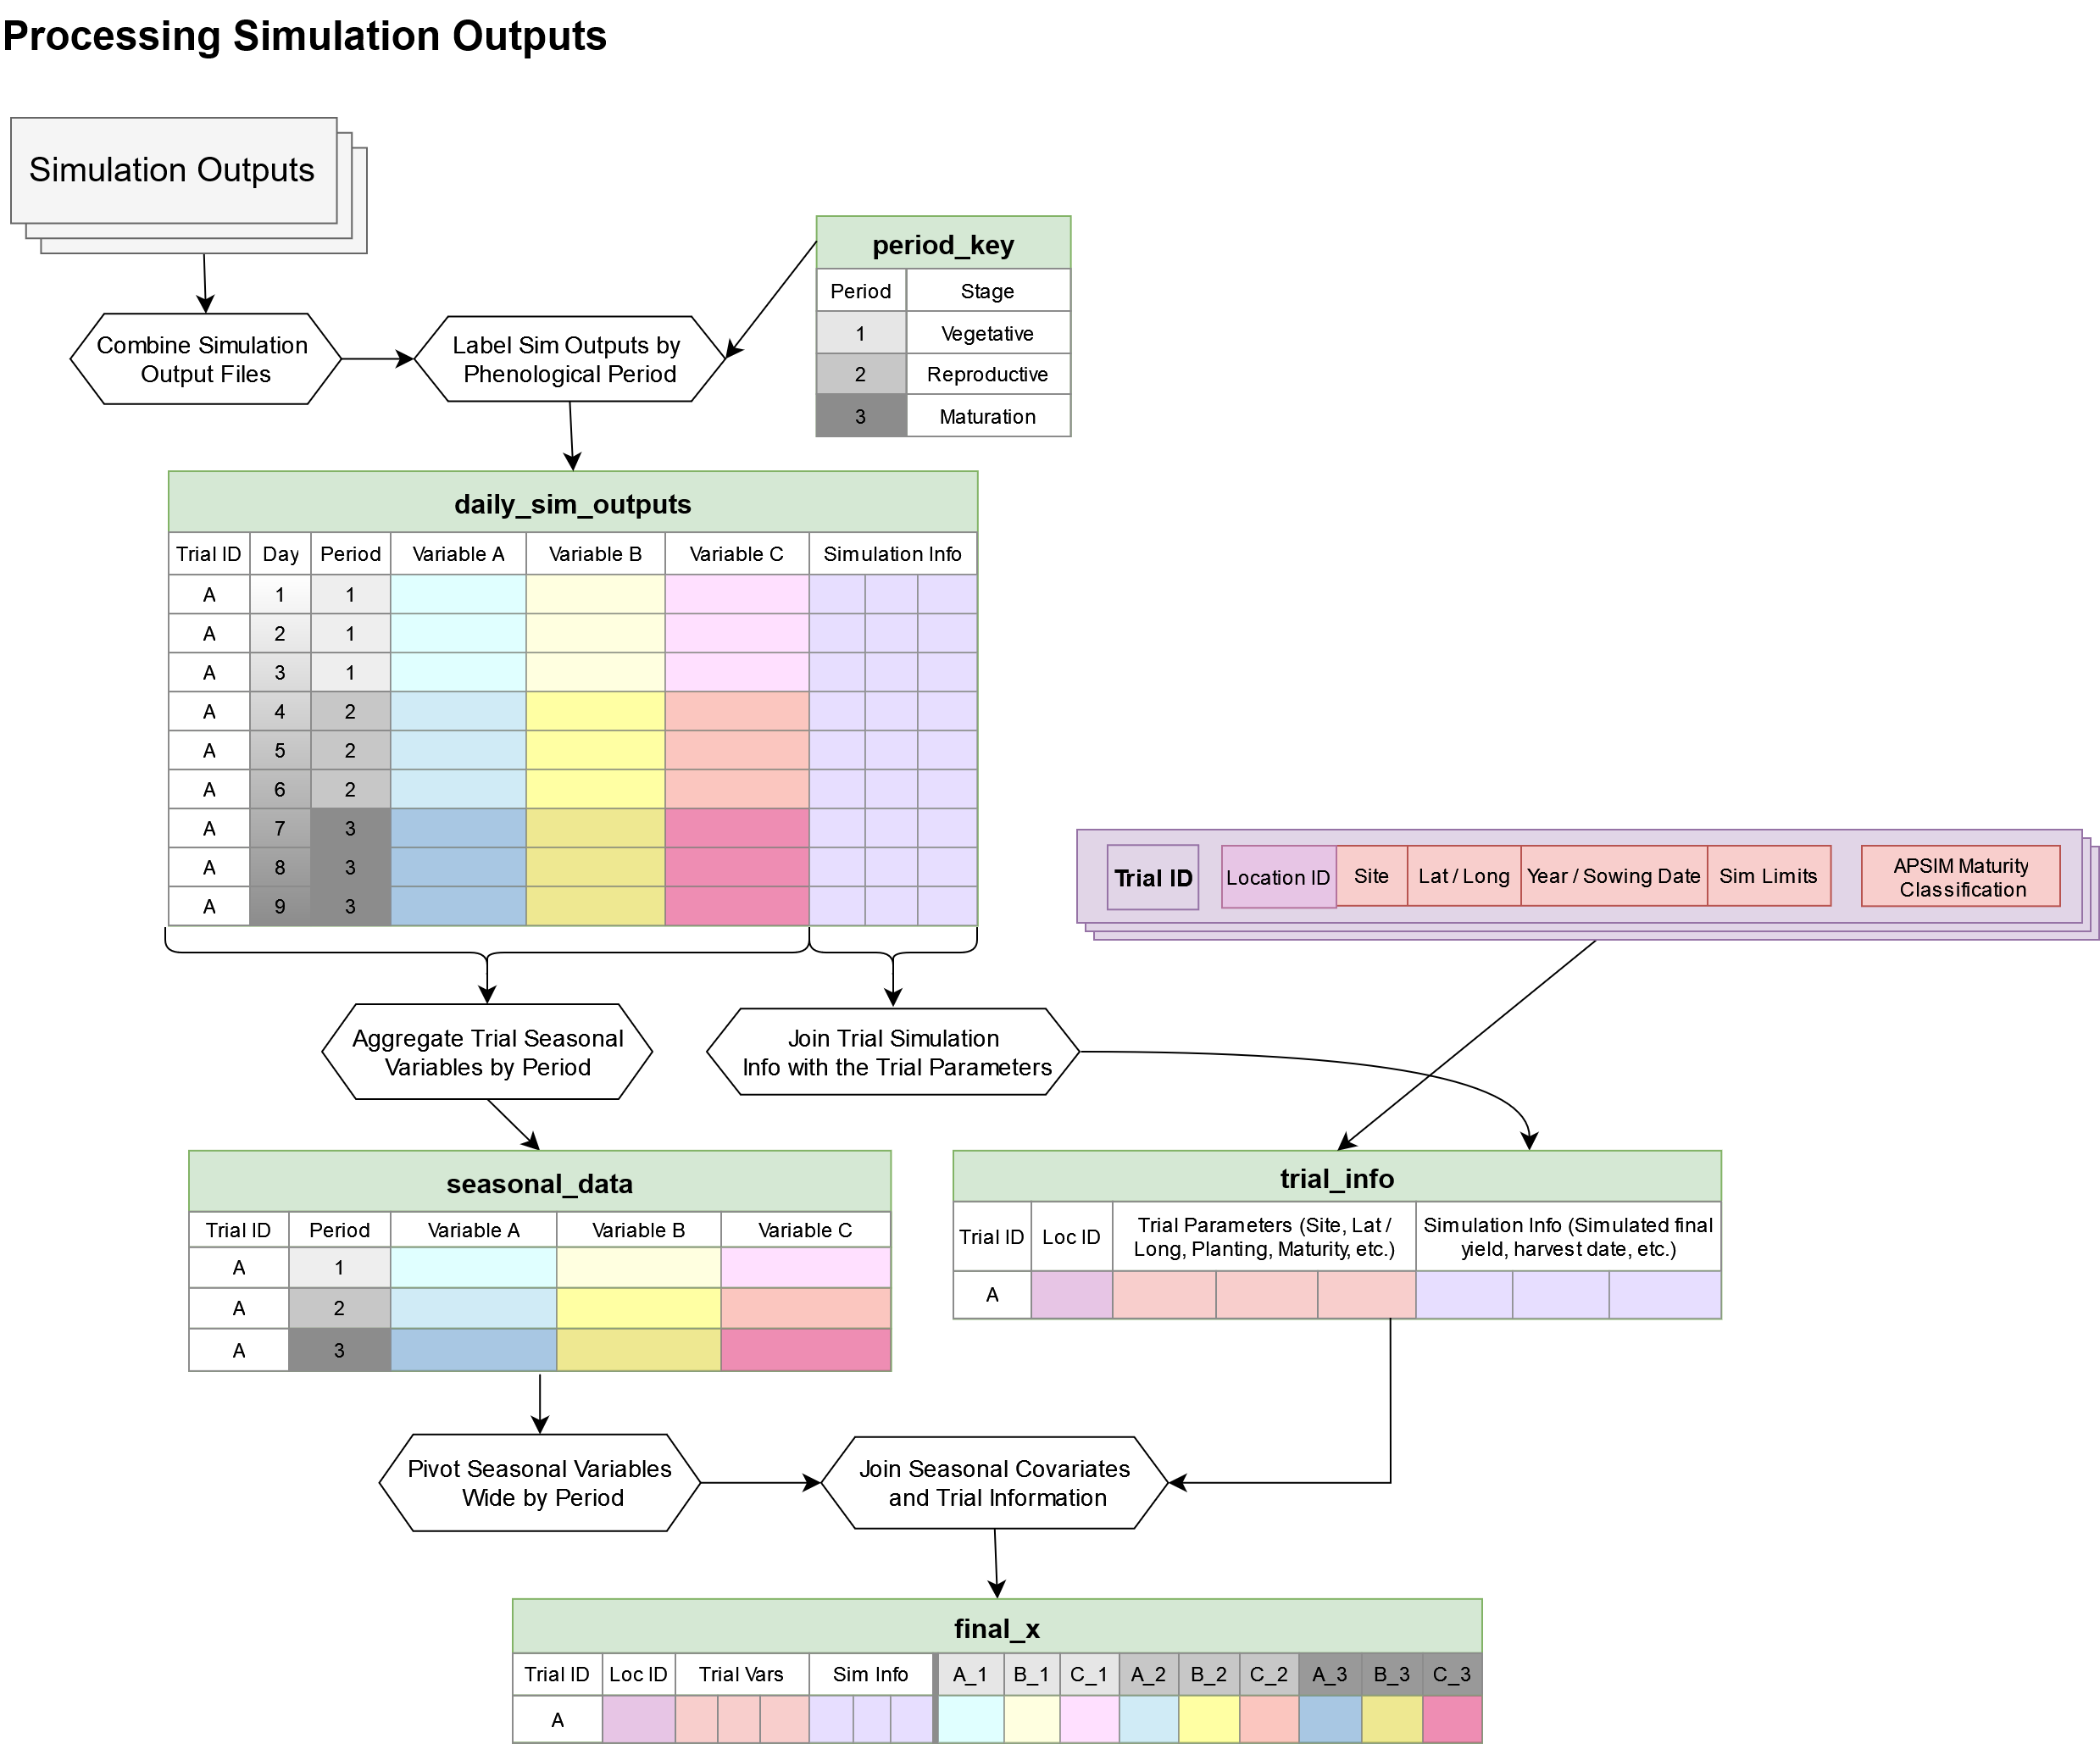 Processing Simulation Outputs
Simulation Outputs
period_key
Period Stage
1 Vegetative
2 Reproductive
3 Maturation
Combine Simulation
Output Files
Label Sim Outputs by
Phenological Period
daily_sim_outputs
Trial ID Day Period Variable A Variable B Variable C Simulation Info
A 1 1
A 2 1
A 3 1
A 4 2
A 5 2
A 6 2
A 7 3
A 8 3
A 9 3
Trial ID Location ID Site Lat / Long Year / Sowing Date Sim Limits
APSIM Maturity
Classification
Aggregate Trial Seasonal
Variables by Period
Join Trial Simulation
Info with the Trial Parameters
seasonal_data
Trial ID Period Variable A Variable B Variable C
A 1
A 2
A 3
trial_info
Trial ID Loc ID
Trial Parameters (Site, Lat /
Long, Planting, Maturity, etc.)
Simulation Info (Simulated final
yield, harvest date, etc.)
A
Pivot Seasonal Variables
Wide by Period
Join Seasonal Covariates
and Trial Information
final_x
Trial ID Loc ID Trial Vars Sim Info A_1 B_1 C_1 A_2 B_2 C_2 A_3 B_3 C_3
A